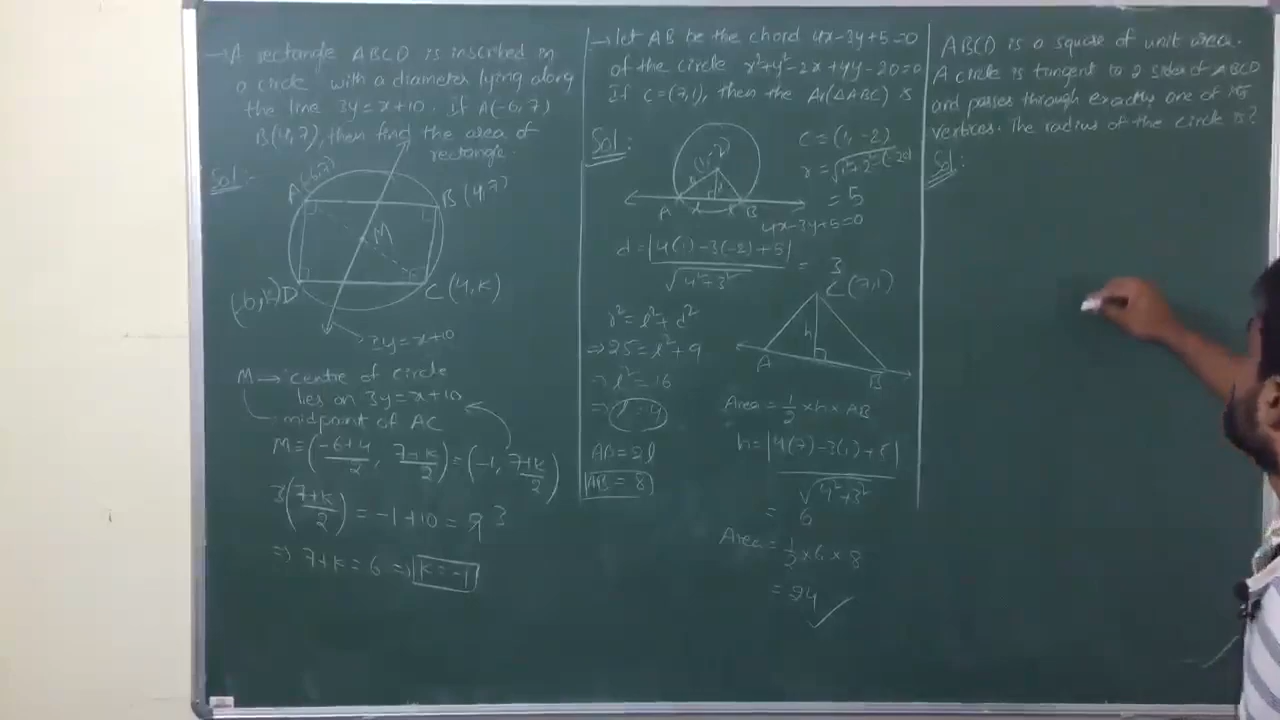 → A rectangle ABCD is inscribed in
a circle with a diameter lying along
the line 3y = x+10. If A(-6, 7)
B(4,7), then find the area of
rectangle.
Sol:-
A(-6,7)
B (4,7)
M
(-6,k)D
C (4,k)
3y = x+10
M → centre of circle
lies on 3y = x+10
midpoint of AC
M = (-6+4/2, 7+k/2) = (-1, 7+k/2)
3(7+k/2) = -1+10 = 9 3
⇒ 7+k = 6 ⇒ k = -1
→ let AB be the chord 4x-3y+5=0
of the circle x²+y²-2x+4y-20=0
If C=(7,1), then the Ar(△ABC) is
Sol:
C = (1, -2)
r = √1²+2²-(-20)
= 5
A
l
B
4x-3y+5=0
d = |4(1)-3(-2)+5| / √4²+3² = 3
r² = l²+d²
⇒ 25 = l²+9
⇒ l² = 16
⇒ l = 4
AB = 2l
AB = 8
C (7,1)
h
A
B
Area = 1/2 × h × AB
h = |4(7)-3(1)+5| / √4²+3²
= 6
Area = 1/2 × 6 × 8
= 24 ✓
ABCD is a square of unit area.
A circle is tangent to 2 sides of ABCD
and passes through exactly one of its
vertices. The radius of the circle is?
Sol: